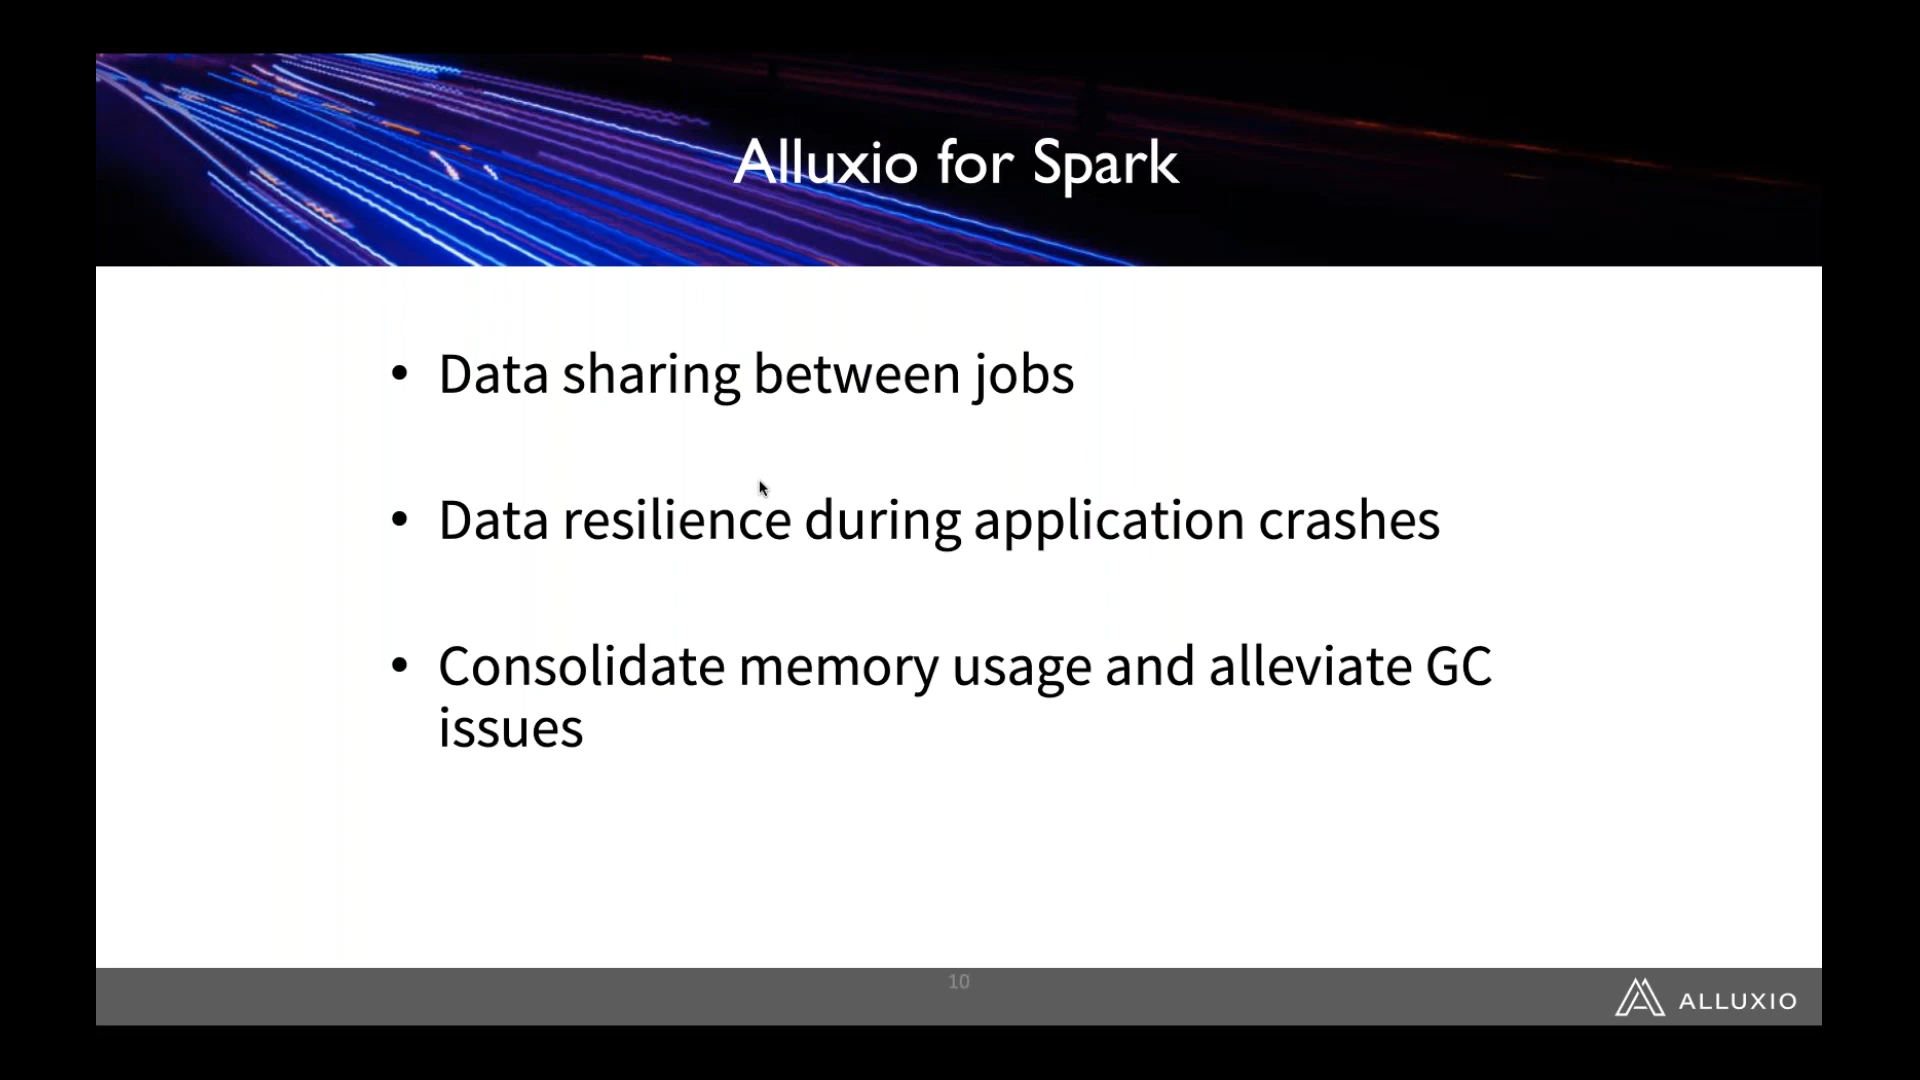 Alluxio for Spark
• Data sharing between jobs
• Data resilience during application crashes
• Consolidate memory usage and alleviate GC
issues
10
ALLUXIO